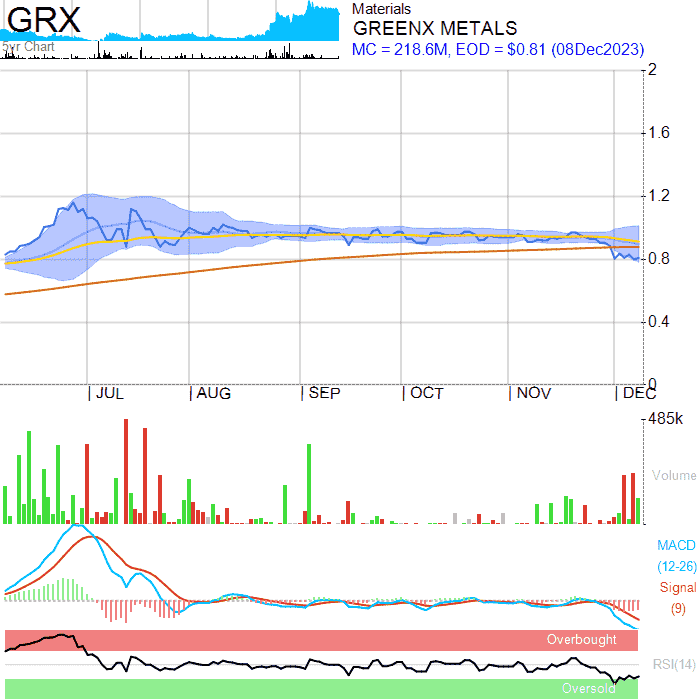 GRX
5yr Chart
Materials
GREENX METALS
MC = 218.6M, EOD = $0.81 (08Dec2023)
2
1.6
1.2
0.8
0.4
0
JUL
AUG
SEP
OCT
NOV
DEC
485k
Volume
MACD
(12-26)
Signal
(9)
Overbought
RSI(14)
Oversold